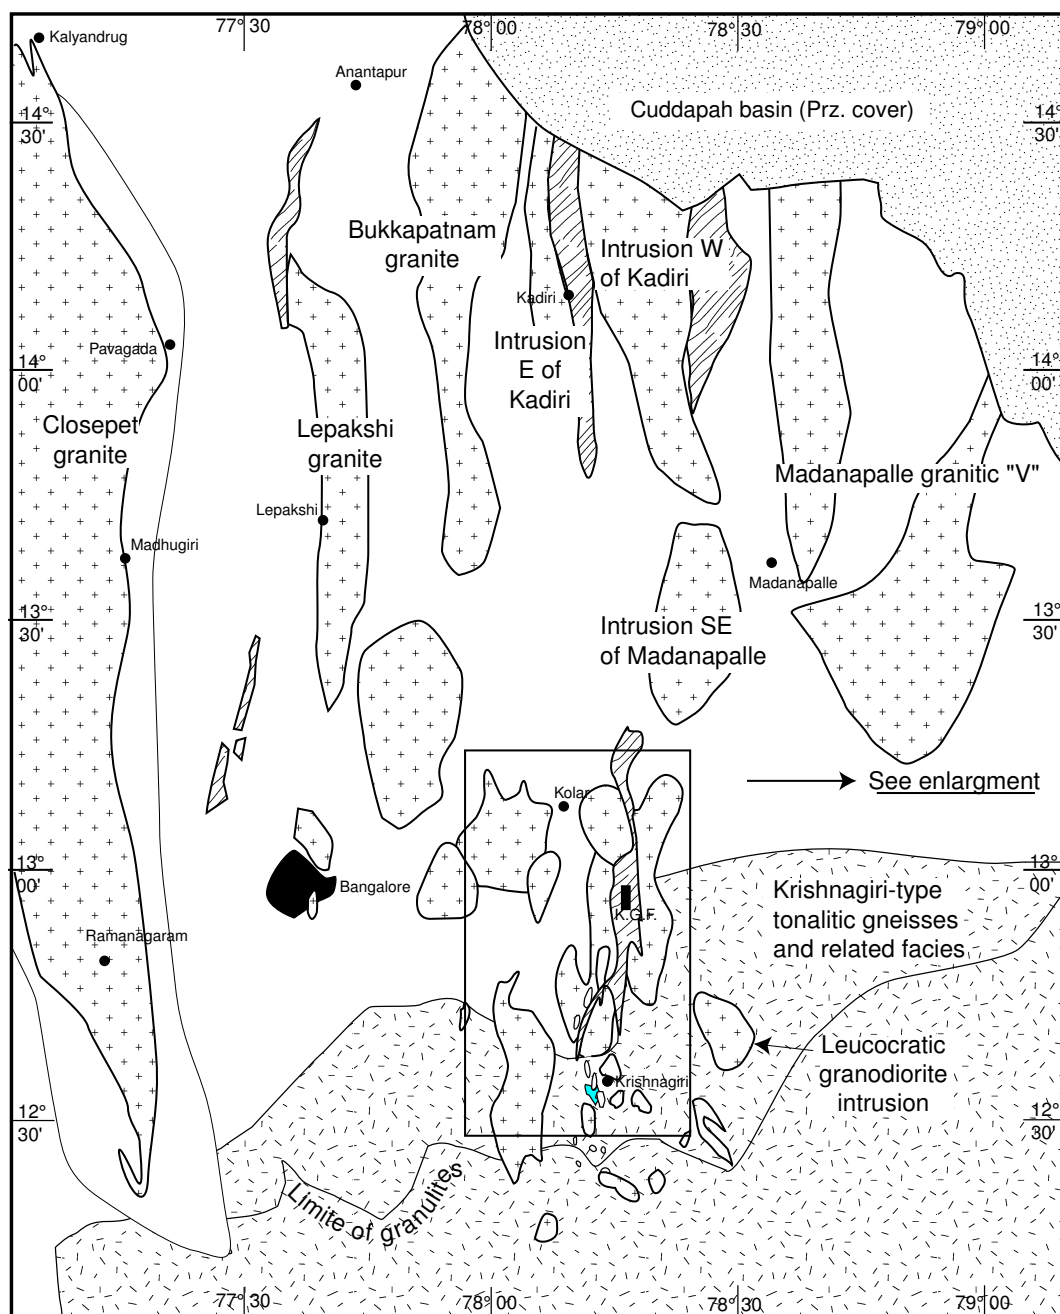 77° 30
78° 00
78° 30
79° 00
Kalyandrug
Anantapur
14°
30'
Cuddapah basin (Prz. cover)
14°
30'
Bukkapatnam
granite
Intrusion W
of Kadiri
Kadiri
Intrusion
E of
Kadiri
Pavagada
14°
00'
14°
00'
Closepet
granite
Lepakshi
granite
Madanapalle granitic "V"
Lepakshi
Madhugiri
Madanapalle
13°
30'
13°
30'
Intrusion SE
of Madanapalle
See enlargment
Kolar
13°
00'
13°
00'
Bangalore
K.G.F.
Krishnagiri-type
tonalitic gneisses
and related facies
Ramanagaram
Leucocratic
granodiorite
intrusion
Krishnagiri
12°
30'
12°
30'
Limite of granulites
77° 30
78° 00
78° 30
79° 00